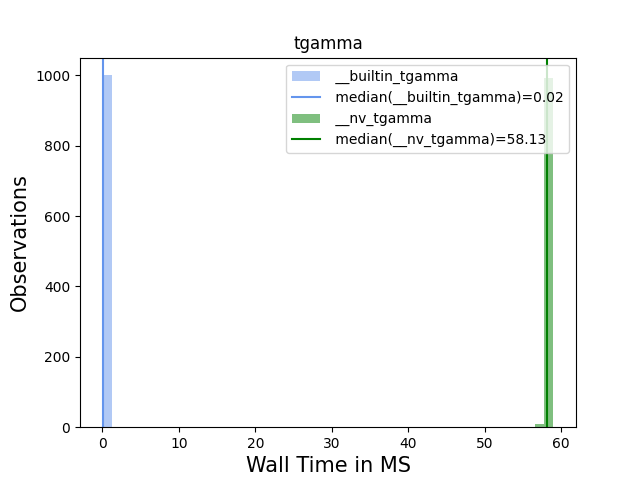 tgamma
__builtin_tgamma
median(__builtin_tgamma)=0.02
__nv_tgamma
median(__nv_tgamma)=58.13
Observations
1000
800
600
400
200
0
0 10 20 30 40 50 60
Wall Time in MS